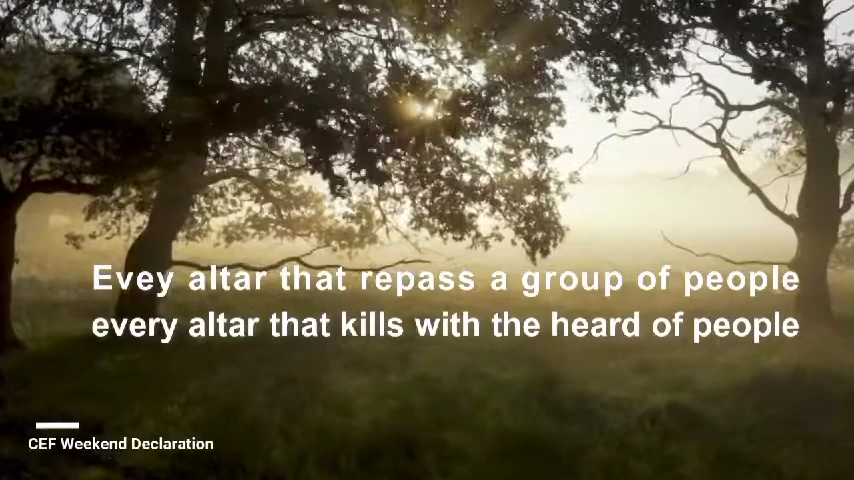 Evey altar that repass a group of people
every altar that kills with the heard of people
CEF Weekend Declaration